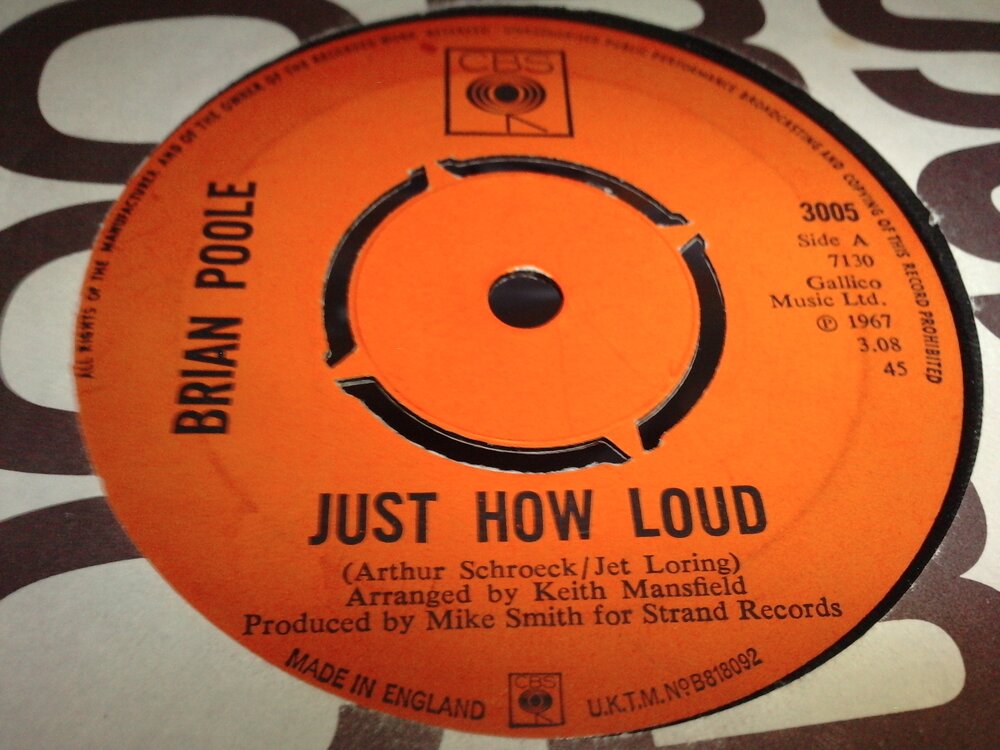 ALL RIGHTS OF THE MANUFACTURER AND OF THE OWNER OF THE RECORDED WORK RESERVED UNAUTHORISED PUBLIC PERFORMANCE BROADCASTING AND COPYING OF THIS RECORD PROHIBITED
CBS
BRIAN POOLE
3005
Side A
7130
Gallico
Music Ltd.
℗ 1967
3.08
45
JUST HOW LOUD
(Arthur Schroeck/Jet Loring)
Arranged by Keith Mansfield
Produced by Mike Smith for Strand Records
MADE IN ENGLAND
CBS
U.K.T.M. Nº B818092